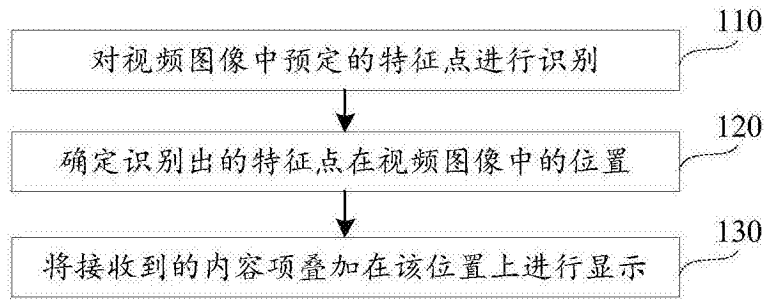 110
对视频图像中预定的特征点进行识别
120
确定识别出的特征点在视频图像中的位置
130
将接收到的内容项叠加在该位置上进行显示